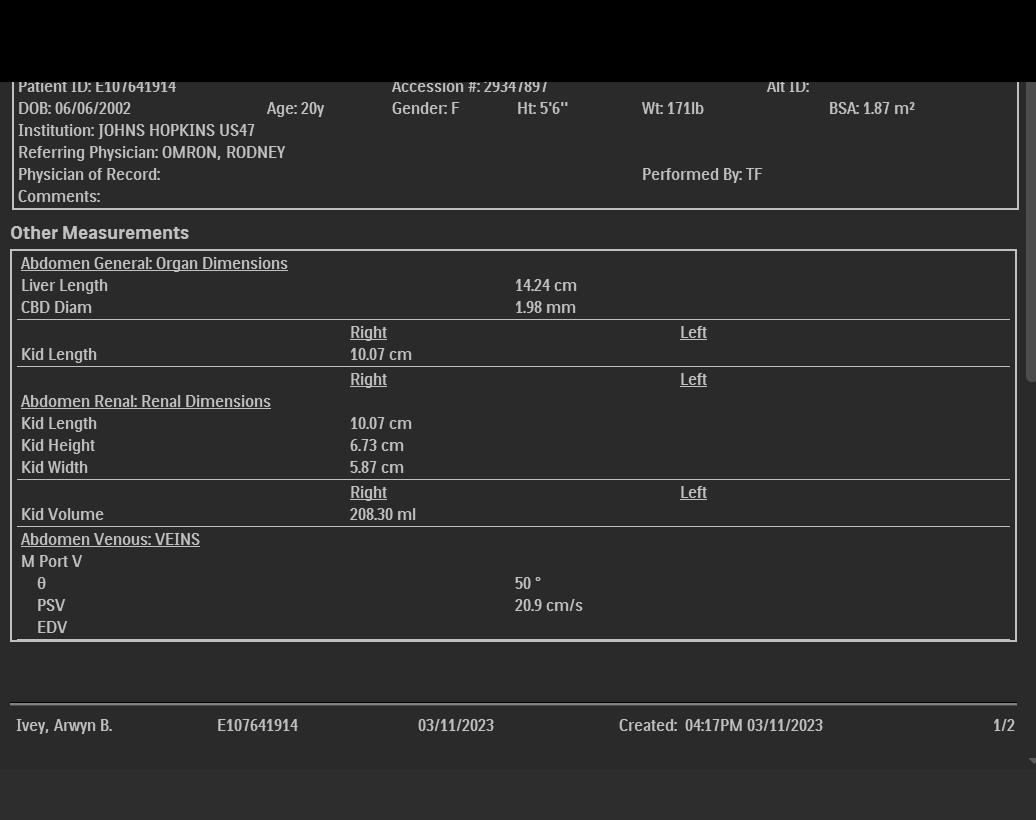 Patient ID: E107641914 Accession #: 29347897 Alt ID:
DOB: 06/06/2002 Age: 20y Gender: F Ht: 5'6'' Wt: 171lb BSA: 1.87 m²
Institution: JOHNS HOPKINS US47
Referring Physician: OMRON, RODNEY
Physician of Record: Performed By: TF
Comments:
Other Measurements
Abdomen General: Organ Dimensions
Liver Length 14.24 cm
CBD Diam 1.98 mm
Right Left
Kid Length 10.07 cm
Right Left
Abdomen Renal: Renal Dimensions
Kid Length 10.07 cm
Kid Height 6.73 cm
Kid Width 5.87 cm
Right Left
Kid Volume 208.30 ml
Abdomen Venous: VEINS
M Port V
θ 50 °
PSV 20.9 cm/s
EDV
Ivey, Arwyn B. E107641914 03/11/2023 Created: 04:17PM 03/11/2023 1/2